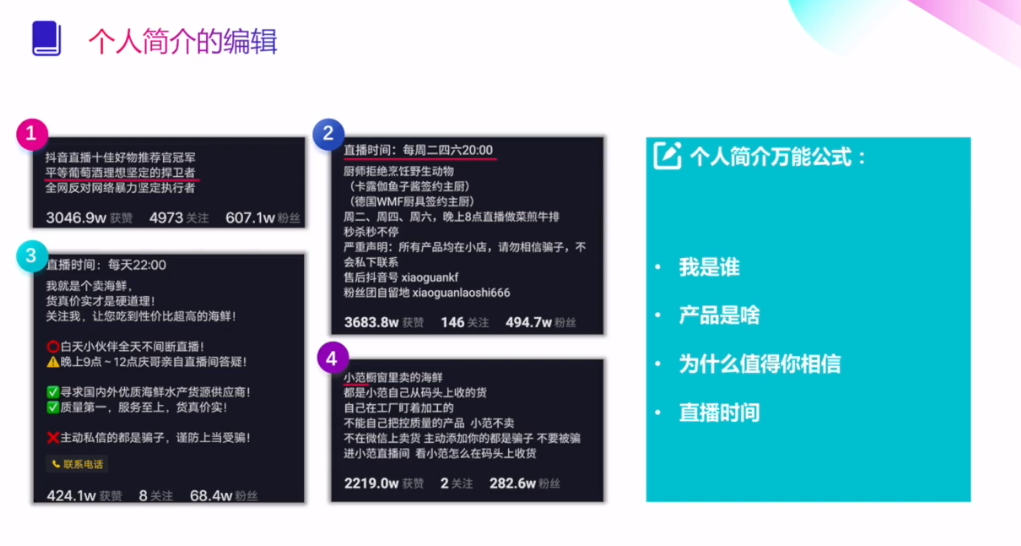 个人简介的编辑
1
抖音直播十佳好物推荐官冠军
平等葡萄酒理想坚定的捍卫者
全网反对网络暴力坚定执行者
3046.9w 获赞 4973 关注 607.1w 粉丝
2
直播时间：每周二四六20:00
厨师拒绝烹饪野生动物
（卡露伽鱼子酱签约主厨）
（德国WMF厨具签约主厨）
周二、周四、周六，晚上8点直播做菜煎牛排
秒杀秒不停
严重声明：所有产品均在小店，请勿相信骗子，不
会私下联系
售后抖音号 xiaoguankf
粉丝团自留地 xiaoguanlaoshi666
3683.8w 获赞 146 关注 494.7w 粉丝
3
直播时间：每天22:00
我就是个卖海鲜，
货真价实才是硬道理！
关注我，让您吃到性价比超高的海鲜！
⭕白天小伙伴全天不间断直播！
⚠晚上9点～12点庆哥亲自直播间答疑！
✅寻求国内外优质海鲜水产货源供应商！
✅质量第一，服务至上，货真价实！
❌主动私信的都是骗子，谨防上当受骗！
联系电话
424.1w 获赞 8 关注 68.4w 粉丝
4
小范橱窗里卖的海鲜
都是小范自己从码头上收的货
自己在工厂盯着加工的
不能自己把控质量的产品 小范不卖
不在微信上卖货 主动添加你的都是骗子 不要被骗
进小范直播间 看小范怎么在码头上收货
2219.0w 获赞 2 关注 282.6w 粉丝
个人简介万能公式：
• 我是谁
• 产品是啥
• 为什么值得你相信
• 直播时间